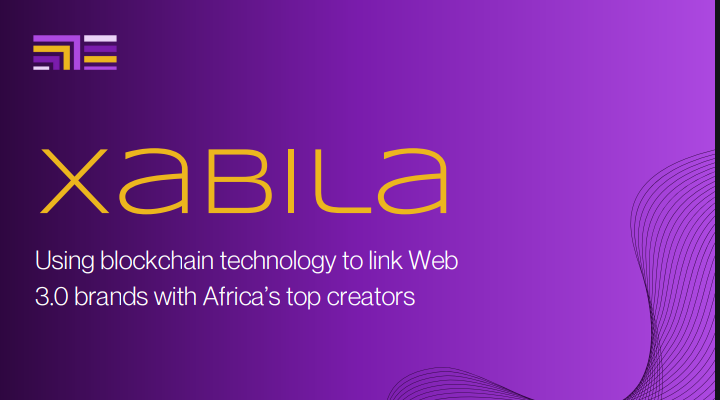 xaBILa
Using blockchain technology to link Web
3.0 brands with Africa's top creators